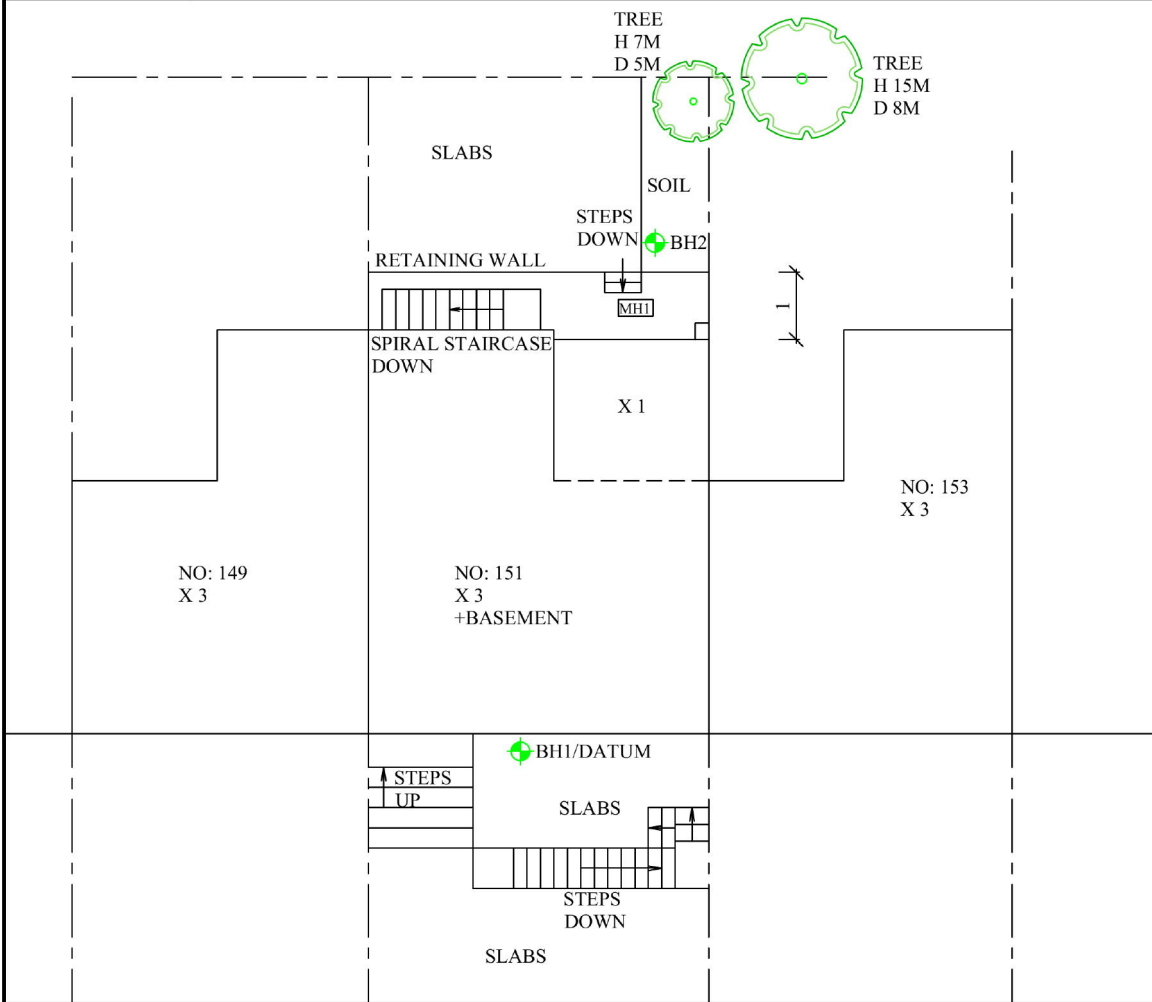 TREE
H 7M
D 5M
TREE
H 15M
D 8M
SLABS
SOIL
STEPS
DOWN
BH2
RETAINING WALL
MH1
1
SPIRAL STAIRCASE
DOWN
X 1
NO: 153
X 3
NO: 149
X 3
NO: 151
X 3
+BASEMENT
BH1/DATUM
STEPS
UP
SLABS
STEPS
DOWN
SLABS